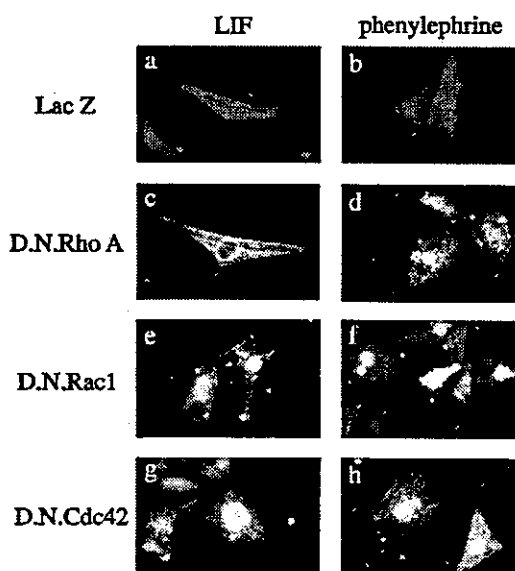 LIF phenylephrine
a b
Lac Z
c d
D.N.Rho A
e f
D.N.Rac1
g h
D.N.Cdc42